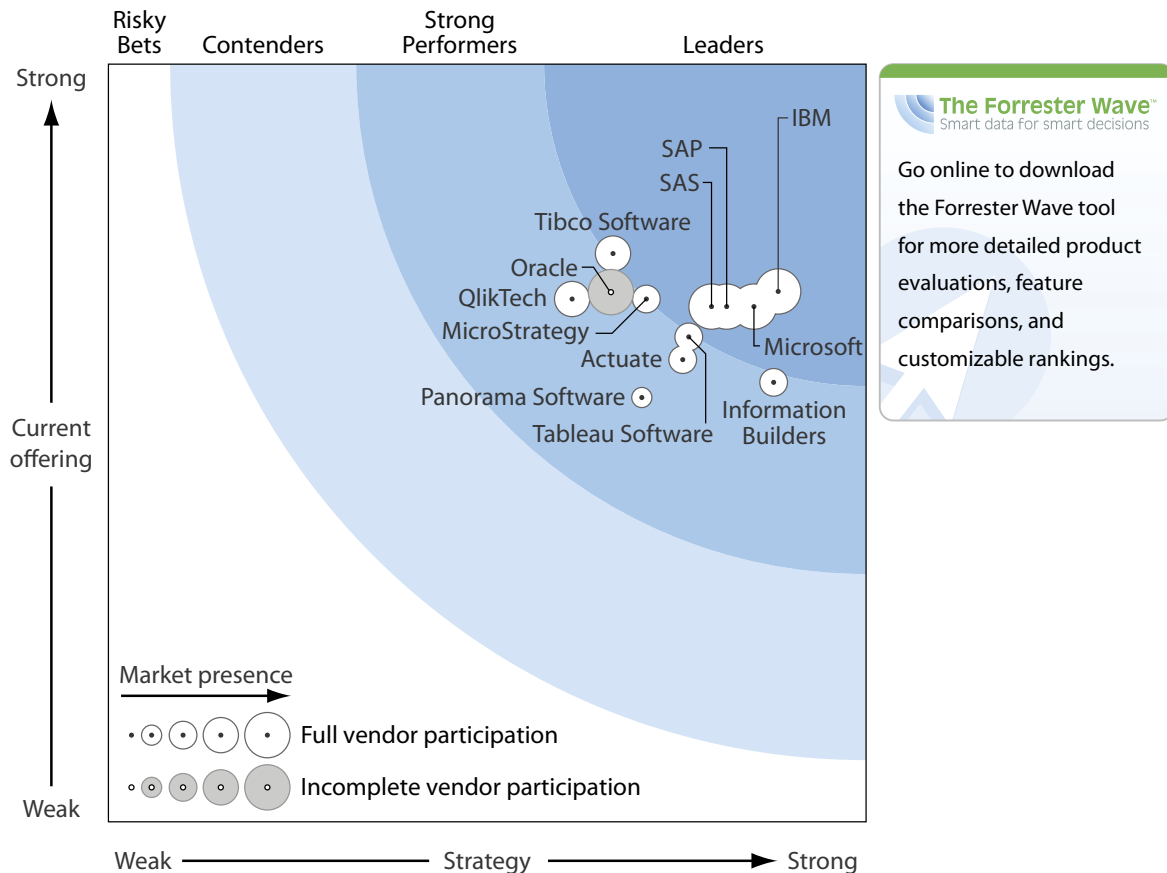 Risky
Bets
Contenders
Strong
Performers
Leaders
Strong
Current
offering
Weak
IBM
SAP
SAS
Tibco Software
Oracle
QlikTech
MicroStrategy
Microsoft
Actuate
Panorama Software
Tableau Software
Information
Builders
Market presence
Full vendor participation
Incomplete vendor participation
Weak
Strategy
Strong
The Forrester Wave™
Smart data for smart decisions
Go online to download
the Forrester Wave tool
for more detailed product
evaluations, feature
comparisons, and
customizable rankings.